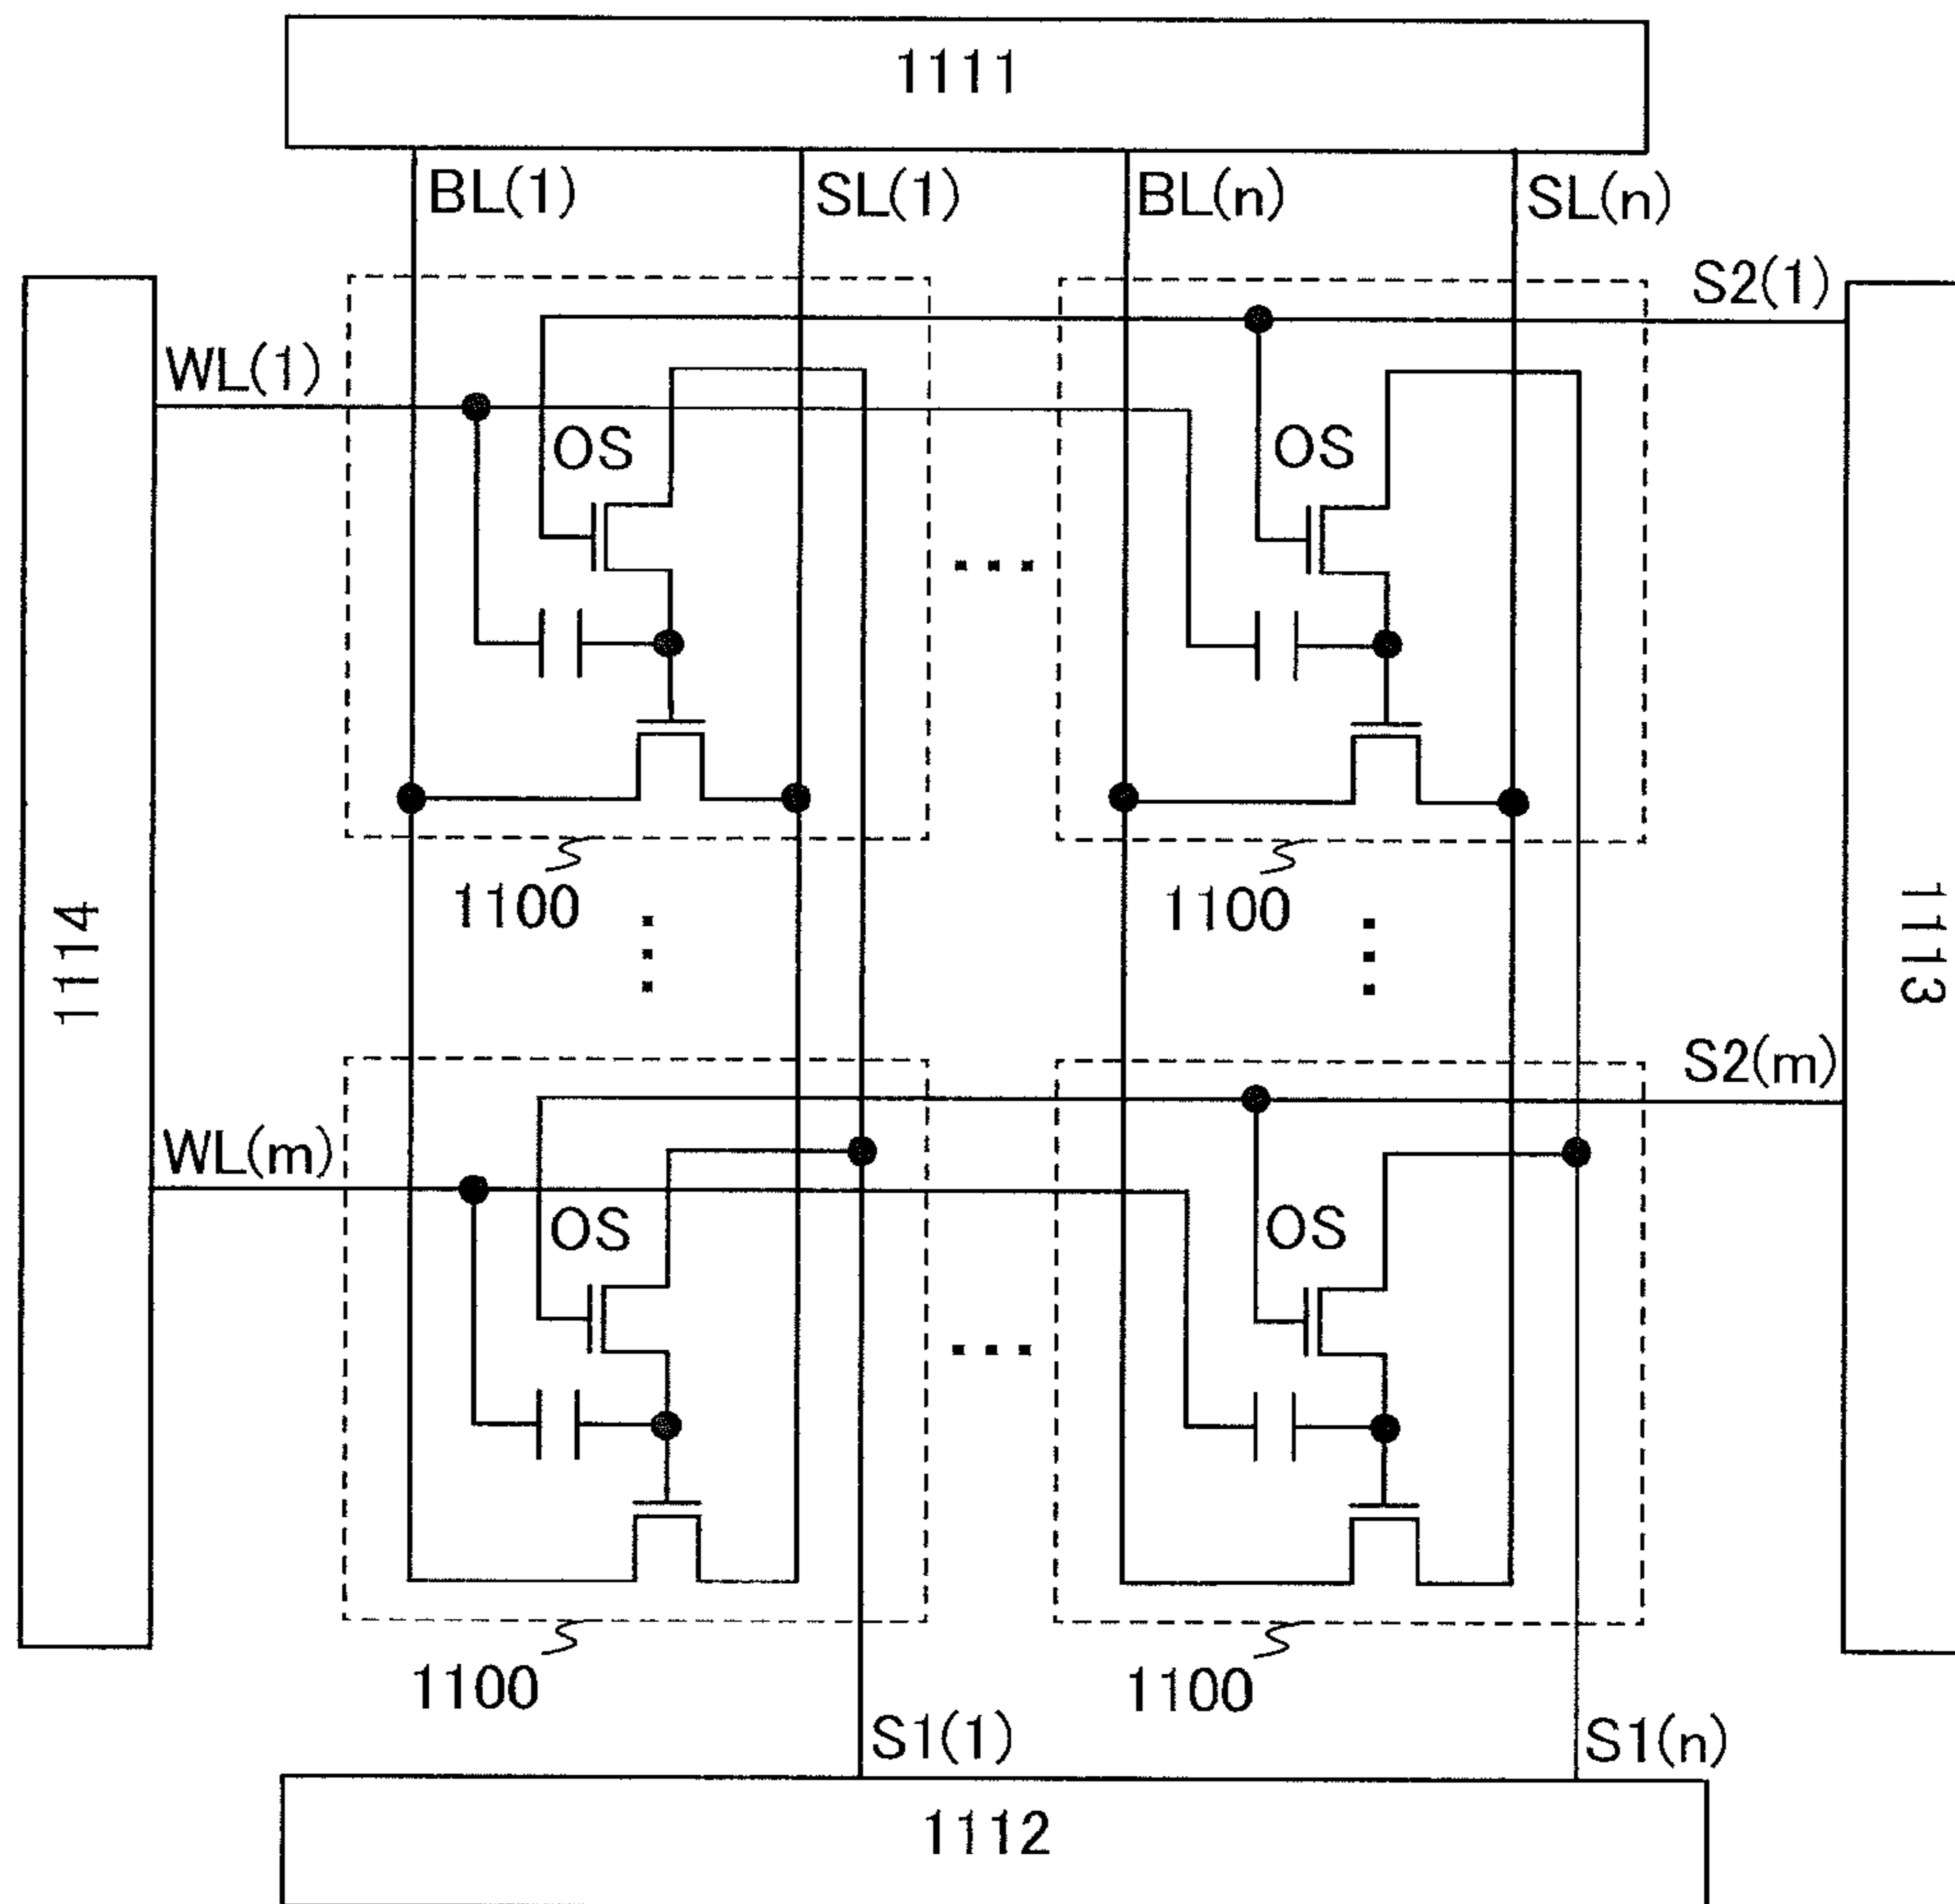 1111
BL(1)
SL(1)
BL(n)
SL(n)
S2(1)
WL(1)
OS
OS
1100
1100
1114
1113
S2(m)
WL(m)
OS
OS
1100
1100
S1(1)
S1(n)
1112